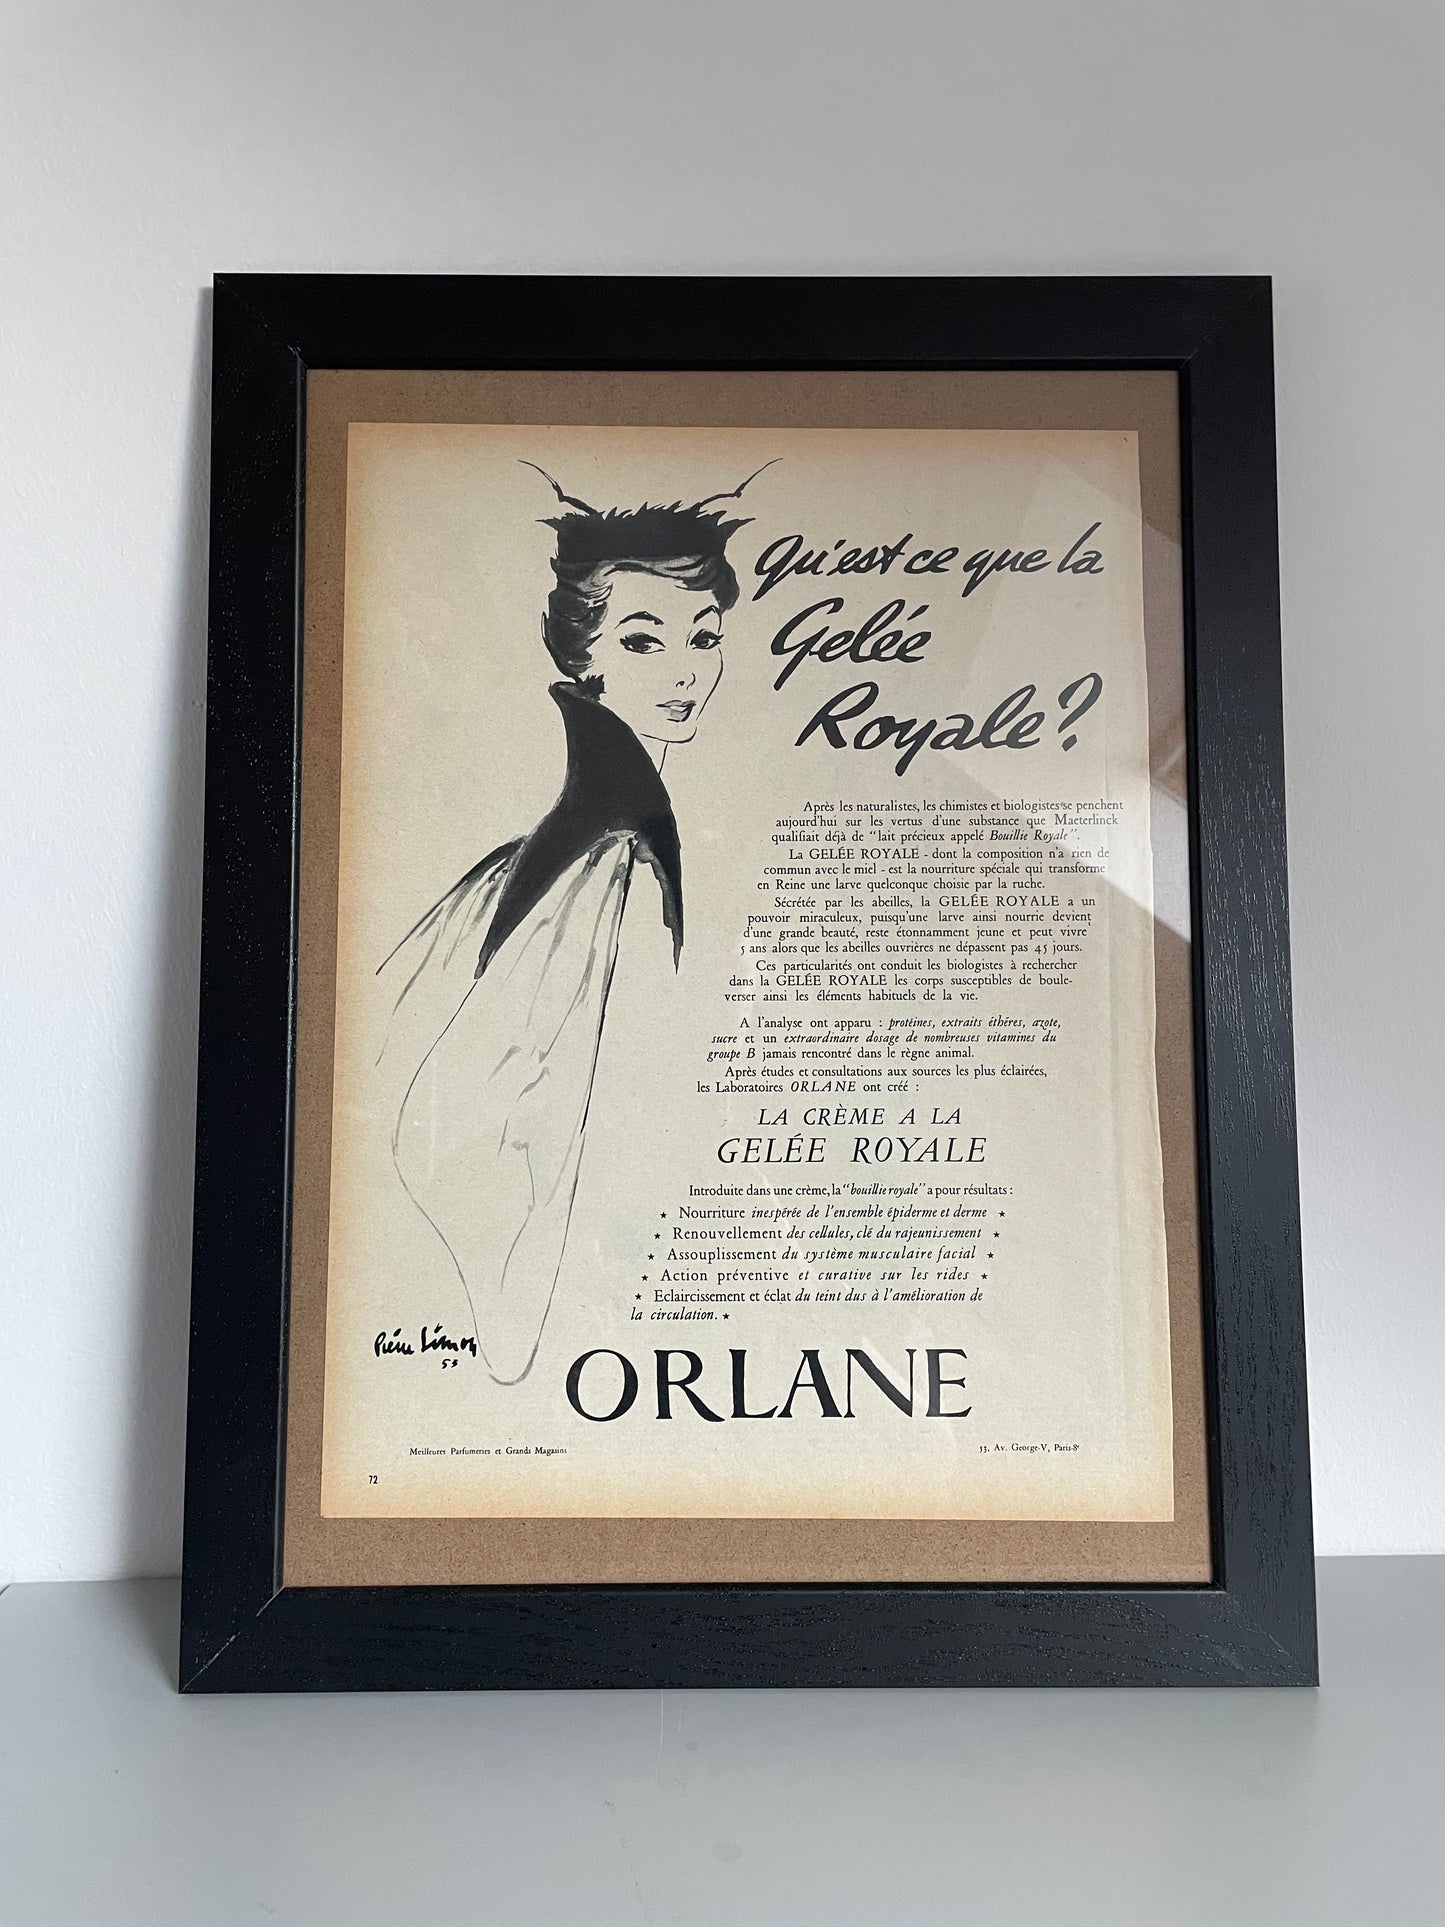 Qu'est ce que la
Gelée
Royale?
Après les naturalistes, les chimistes et biologistes se penchent
aujourd'hui sur les vertus d'une substance que Maeterlinck
qualifiait déjà de "lait précieux appelé Bouillie Royale".
La GELÉE ROYALE - dont la composition n'a rien de
commun avec le miel - est la nourriture spéciale qui transforme
en Reine une larve quelconque choisie par la ruche.
Sécrétée par les abeilles, la GELÉE ROYALE a un
pouvoir miraculeux, puisqu'une larve ainsi nourrie devient
d'une grande beauté, reste étonnamment jeune et peut vivre
5 ans alors que les abeilles ouvrières ne dépassent pas 45 jours.
Ces particularités ont conduit les biologistes à rechercher
dans la GELÉE ROYALE les corps susceptibles de boule-
verser ainsi les éléments habituels de la vie.
A l'analyse ont apparu : protéines, extraits éthérés, azote,
sucre et un extraordinaire dosage de nombreuses vitamines du
groupe B jamais rencontré dans le règne animal.
Après études et consultations aux sources les plus éclairées,
les Laboratoires ORLANE ont créé :
LA CRÈME A LA
GELÉE ROYALE
Introduite dans une crème, la "bouillie royale" a pour résultats :
★ Nourriture inespérée de l'ensemble épiderme et derme ★
★ Renouvellement des cellules, clé du rajeunissement ★
★ Assouplissement du système musculaire facial ★
★ Action préventive et curative sur les rides ★
★ Eclaircissement et éclat du teint dus à l'amélioration de
la circulation. ★
Pierre Simon
53
ORLANE
Meilleures Parfumeries et Grands Magasins
53, Av. George-V, Paris-8e
72